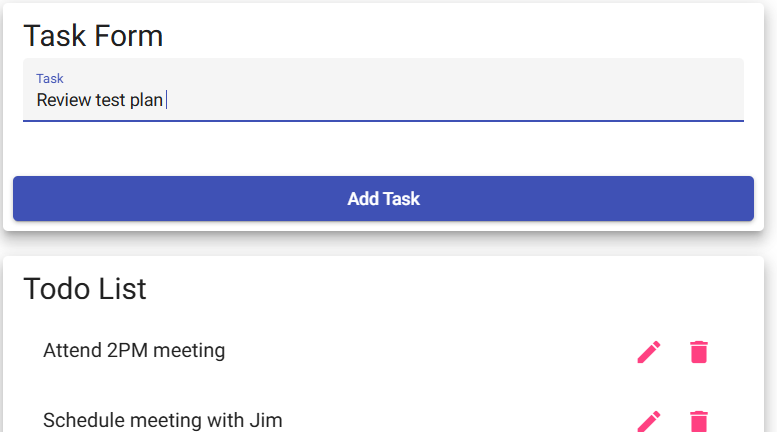 Task Form
Task
Review test plan
Add Task
Todo List
Attend 2PM meeting
Schedule meeting with Jim